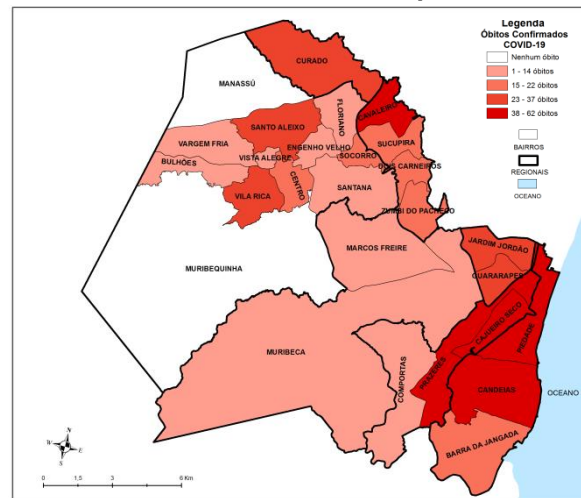 Legenda
Óbitos Confirmados
COVID-19
Nenhum óbito
1 - 14 óbitos
15 - 22 óbitos
23 - 37 óbitos
38 - 62 óbitos
BAIRROS
REGIONAIS
OCEANO
CURADO
MANASSÚ
FLORIANO
CAVALEIRO
SANTO ALEIXO
VARGEM FRIA
ENGENHO VELHO
SUCUPIRA
VISTA ALEGRE
SOCORRO
BULHÕES
DOIS CARNEIROS
CENTRO
SANTANA
VILA RICA
ZUMBI DO PACHECO
MARCOS FREIRE
JARDIM JORDÃO
GUARARAPES
MURIBEQUINHA
CAJUEIRO SECO
PIEDADE
MURIBECA
COMPORTAS
PRAZERES
CANDEIAS
OCEANO
BARRA DA JANGADA
N
W
E
S
0 1,5 3 6 Km